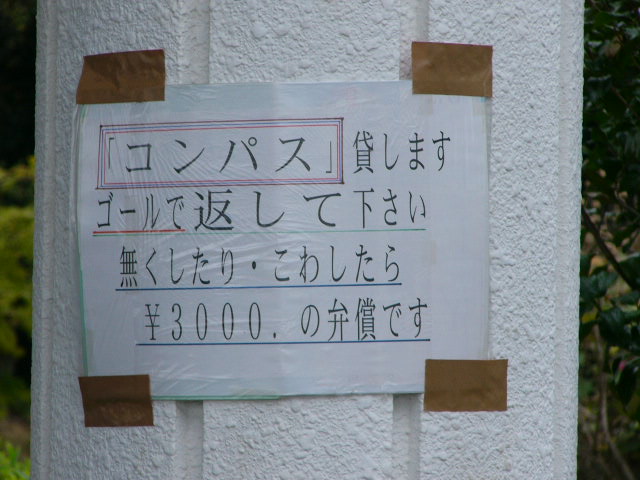 「コンパス」貸します
ゴールで返して下さい
無くしたり・こわしたら
¥3000.の弁償です